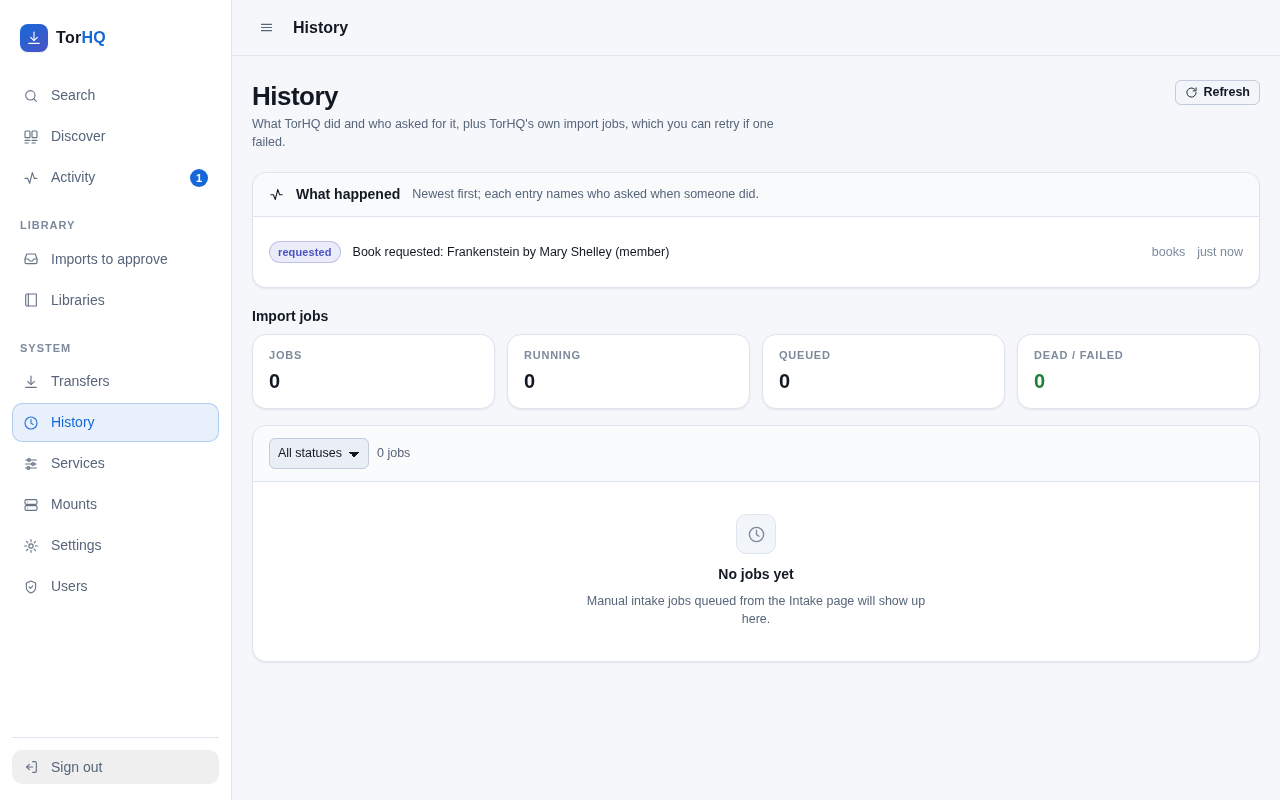 TorHQ
Search
Discover
Activity 1
LIBRARY
Imports to approve
Libraries
SYSTEM
Transfers
History
Services
Mounts
Settings
Users
Sign out
History
History
Refresh
What TorHQ did and who asked for it, plus TorHQ's own import jobs, which you can retry if one
failed.
What happened Newest first; each entry names who asked when someone did.
requested Book requested: Frankenstein by Mary Shelley (member) books just now
Import jobs
JOBS
0
RUNNING
0
QUEUED
0
DEAD / FAILED
0
All statuses 0 jobs
No jobs yet
Manual intake jobs queued from the Intake page will show up
here.